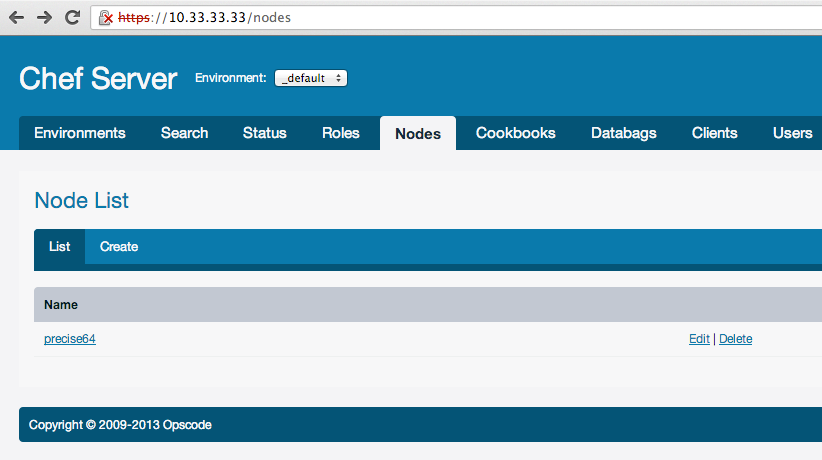 https://10.33.33.33/nodes
Chef Server Environment: _default
Environments Search Status Roles Nodes Cookbooks Databags Clients Users
Node List
List Create
Name
precise64 Edit | Delete
Copyright © 2009-2013 Opscode